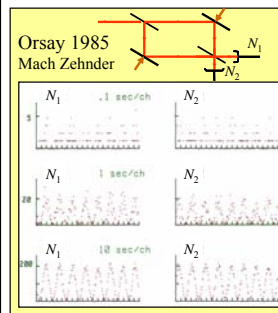 Orsay 1985
Mach Zehnder
N1
N2
N1 .1 sec/ch N2
5
N1 1 sec/ch N2
20
N1 10 sec/ch N2
200